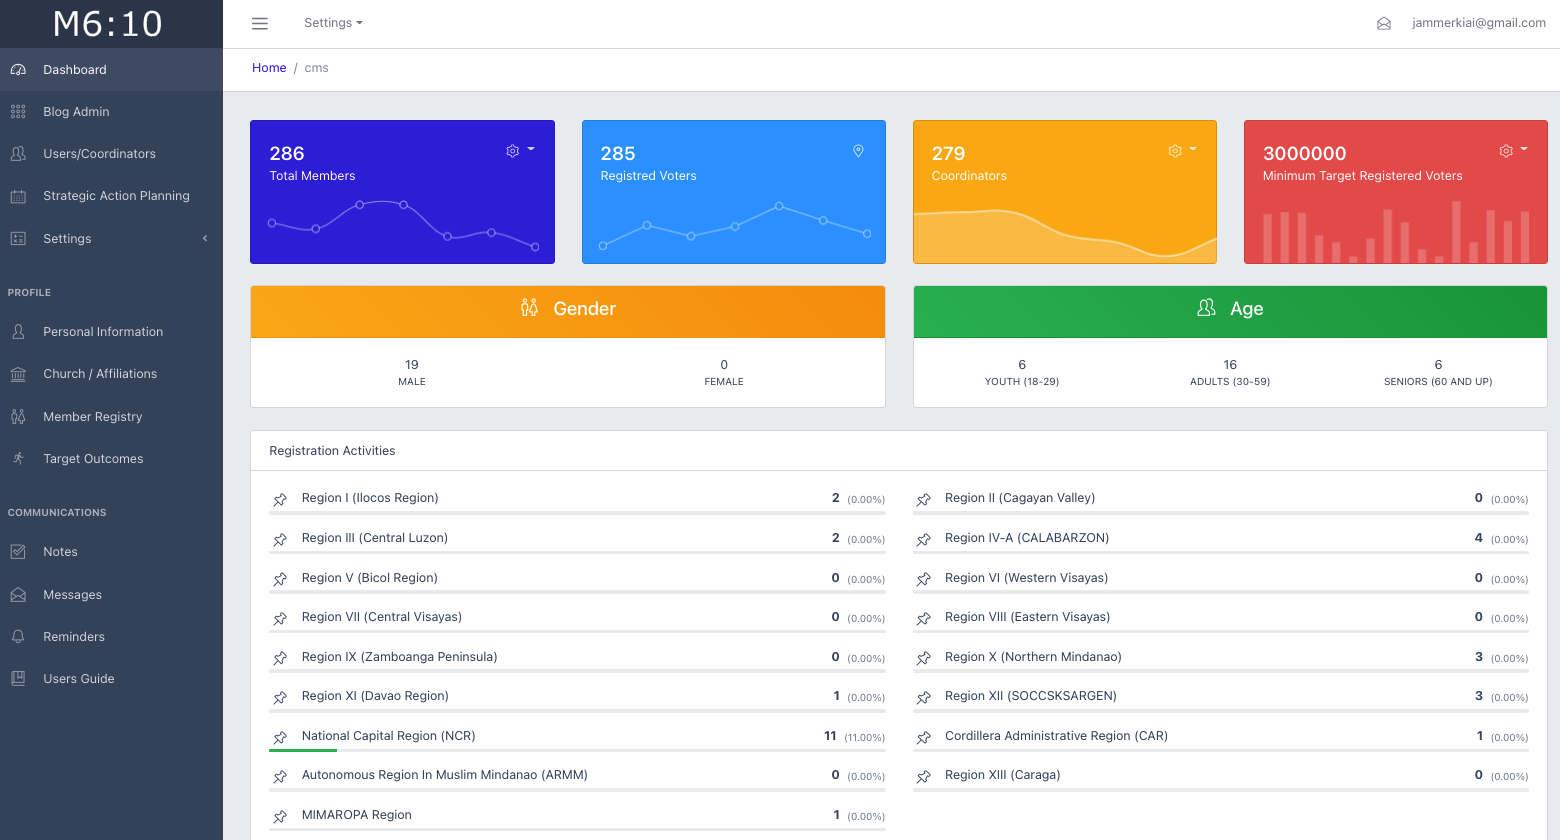 M6:10
Settings
jammerkiai@gmail.com
Home / cms
Dashboard
Blog Admin
Users/Coordinators
Strategic Action Planning
Settings
PROFILE
Personal Information
Church / Affiliations
Member Registry
Target Outcomes
COMMUNICATIONS
Notes
Messages
Reminders
Users Guide
286
Total Members
285
Registred Voters
279
Coordinators
3000000
Minimum Target Registered Voters
Gender
19
MALE
0
FEMALE
Age
6
YOUTH (18-29)
16
ADULTS (30-59)
6
SENIORS (60 AND UP)
Registration Activities
Region I (Ilocos Region) 2 (0.00%)
Region II (Cagayan Valley) 0 (0.00%)
Region III (Central Luzon) 2 (0.00%)
Region IV-A (CALABARZON) 4 (0.00%)
Region V (Bicol Region) 0 (0.00%)
Region VI (Western Visayas) 0 (0.00%)
Region VII (Central Visayas) 0 (0.00%)
Region VIII (Eastern Visayas) 0 (0.00%)
Region IX (Zamboanga Peninsula) 0 (0.00%)
Region X (Northern Mindanao) 3 (0.00%)
Region XI (Davao Region) 1 (0.00%)
Region XII (SOCCSKSARGEN) 3 (0.00%)
National Capital Region (NCR) 11 (11.00%)
Cordillera Administrative Region (CAR) 1 (0.00%)
Autonomous Region In Muslim Mindanao (ARMM) 0 (0.00%)
Region XIII (Caraga) 0 (0.00%)
MIMAROPA Region 1 (0.00%)